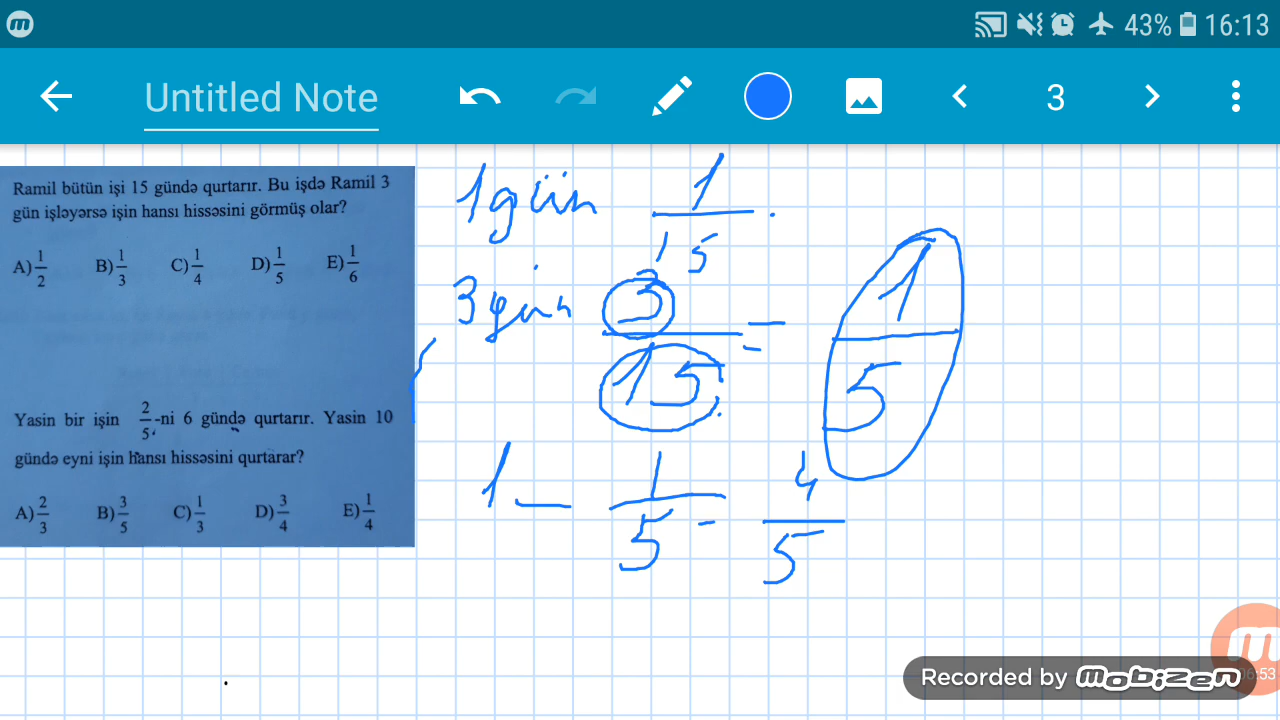 43% 16:13
Untitled Note
3
Ramil bütün işi 15 gündə qurtarır. Bu işdə Ramil 3
gün işləyərsə işin hansı hissəsini görmüş olar?
A) 1/2 B) 1/3 C) 1/4 D) 1/5 E) 1/6
Yasin bir işin 2/5-ni 6 gündə qurtarır. Yasin 10
gündə eyni işin hansı hissəsini qurtarar?
A) 2/3 B) 3/5 C) 1/3 D) 3/4 E) 1/4
1 gün 1/15
3 gün 3/15 = 1/5
1 - 1/5 = 4/5
Recorded by mobizen
06:53